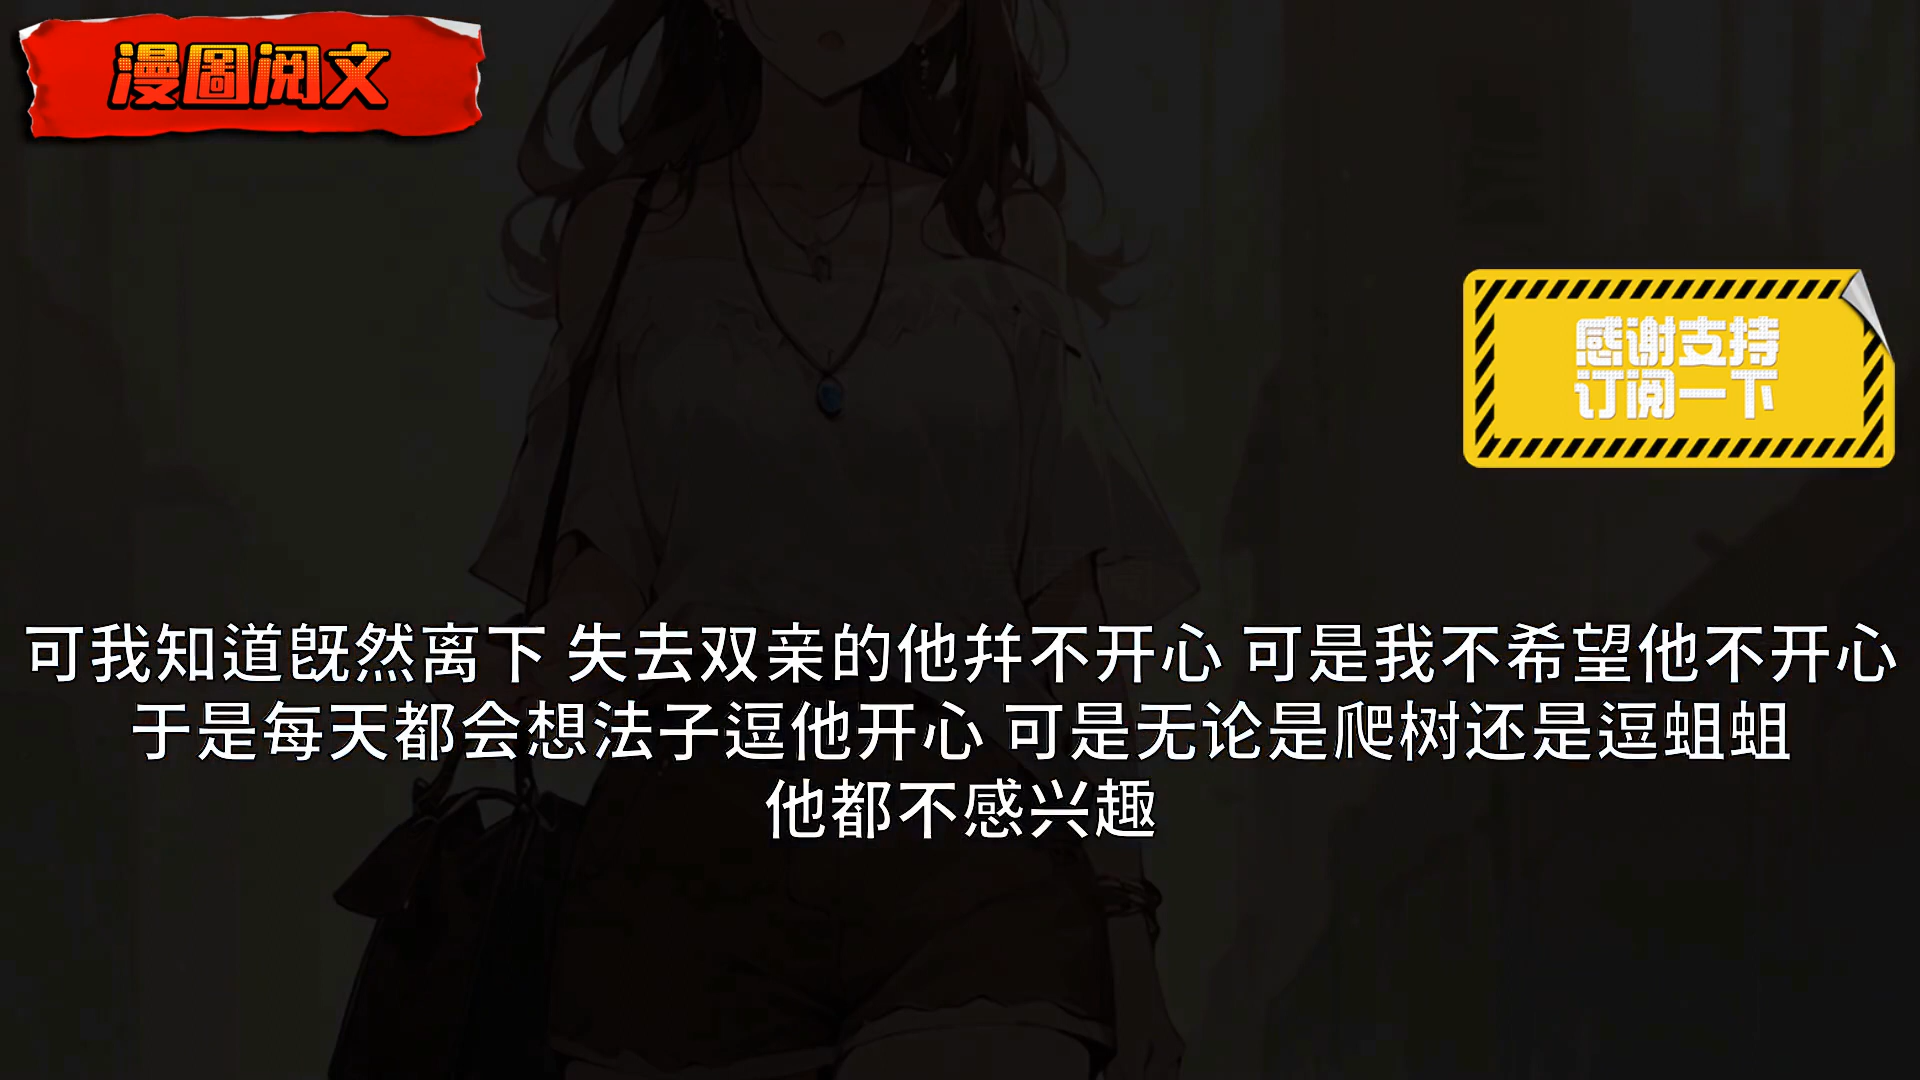 漫圖阅文
感谢支持
订阅一下
可我知道既然离下 失去双亲的他并不开心 可是我不希望他不开心
于是每天都会想法子逗他开心 可是无论是爬树还是逗蛆蛆
他都不感兴趣